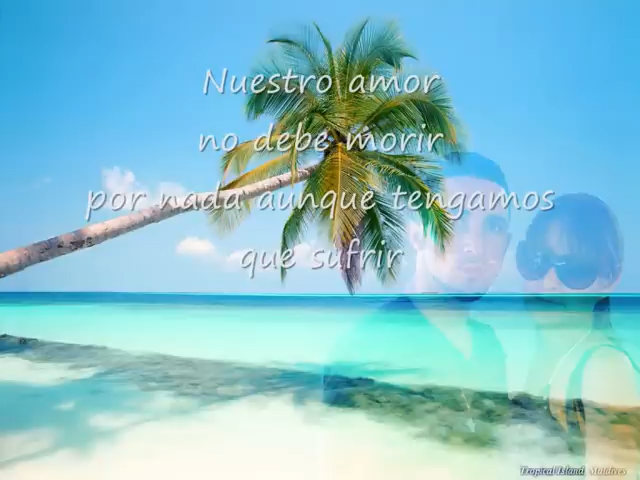 Nuestro amor
no debe morir
por nada aunque tengamos
que sufrir
Tropical Island Maldives